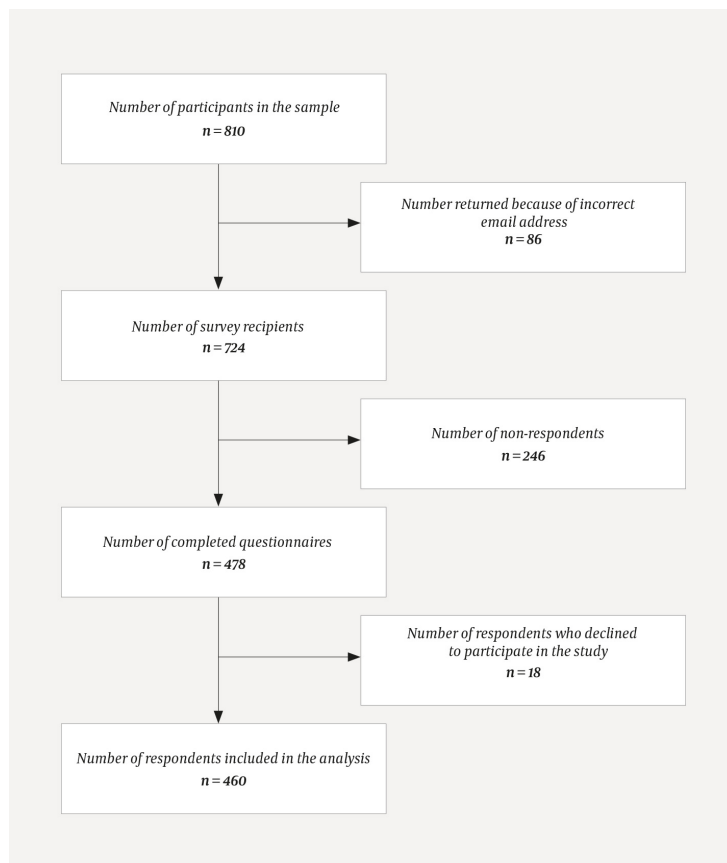 Number of participants in the sample
n = 810
Number returned because of incorrect
email address
n = 86
Number of survey recipients
n = 724
Number of non-respondents
n = 246
Number of completed questionnaires
n = 478
Number of respondents who declined
to participate in the study
n = 18
Number of respondents included in the analysis
n = 460